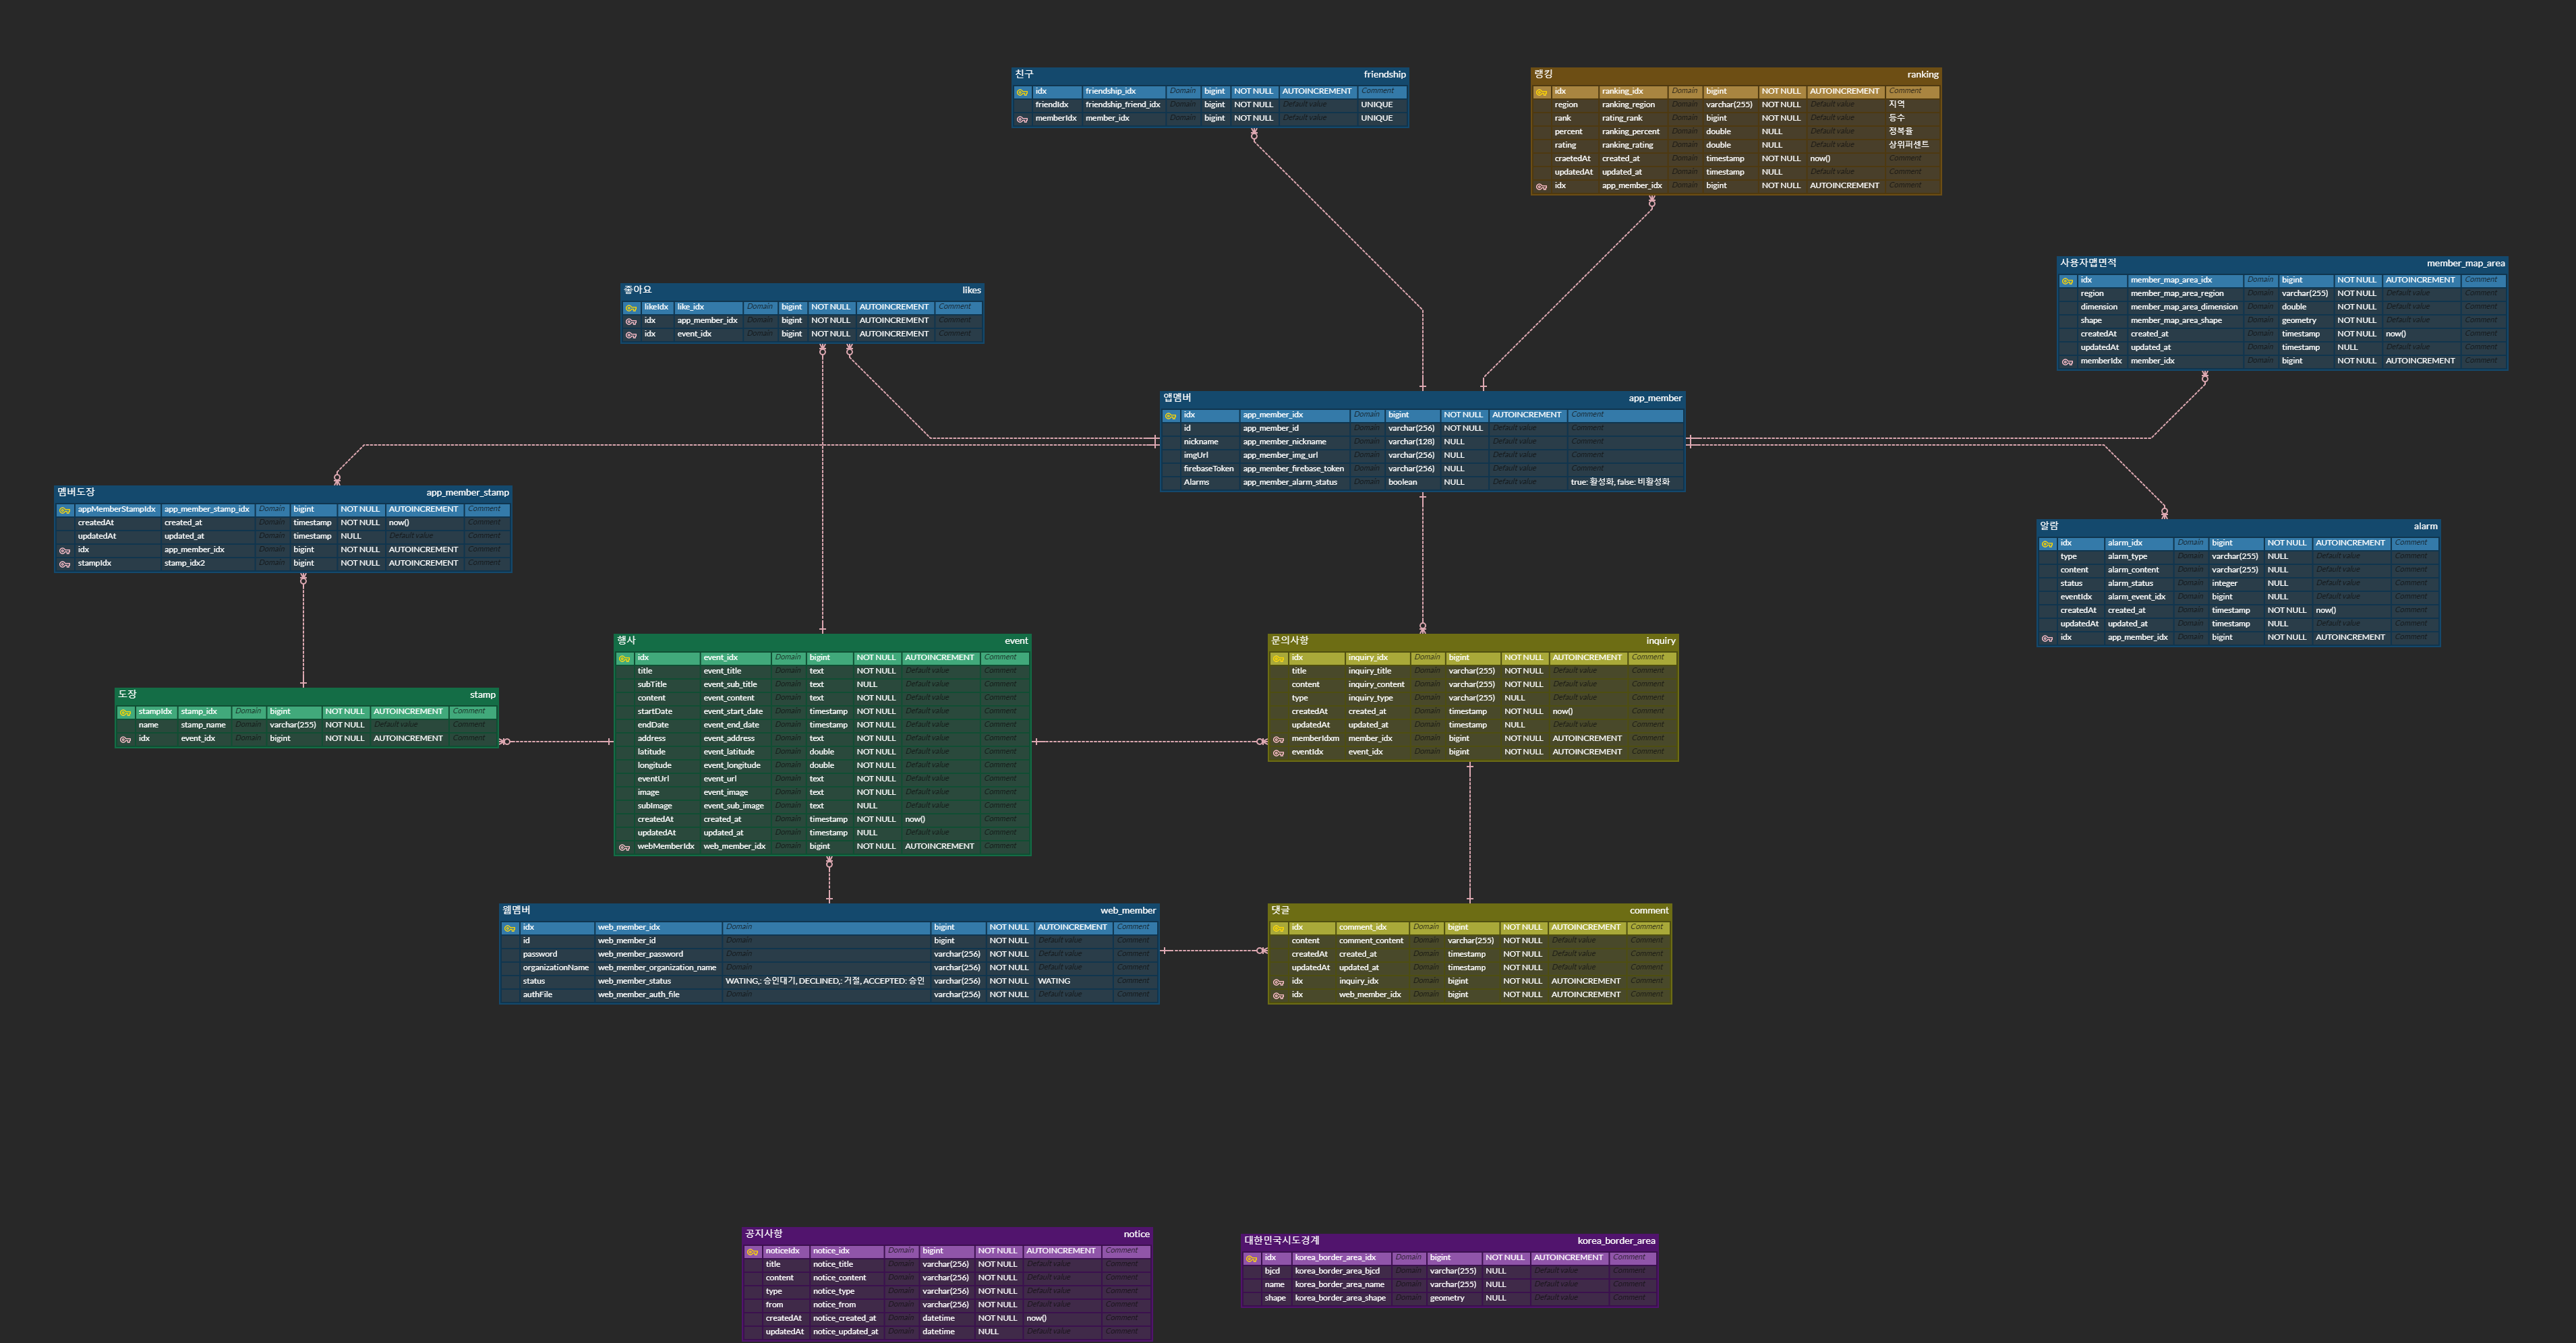 친구 friendship
idx friendship_idx Domain bigint NOT NULL AUTOINCREMENT Comment
friendIdx friendship_friend_idx Domain bigint NOT NULL Default value UNIQUE
memberIdx member_idx Domain bigint NOT NULL Default value UNIQUE
랭킹 ranking
idx ranking_idx Domain bigint NOT NULL AUTOINCREMENT Comment
region ranking_region Domain varchar(255) NOT NULL Default value 지역
rank rating_rank Domain bigint NOT NULL Default value 등수
percent ranking_percent Domain double NULL Default value 정복율
rating ranking_rating Domain double NULL Default value 상위퍼센트
craetedAt created_at Domain timestamp NOT NULL now() Comment
updatedAt updated_at Domain timestamp NULL Default value Comment
idx app_member_idx Domain bigint NOT NULL AUTOINCREMENT Comment
사용자맵면적 member_map_area
idx member_map_area_idx Domain bigint NOT NULL AUTOINCREMENT Comment
region member_map_area_region Domain varchar(255) NOT NULL Default value Comment
dimension member_map_area_dimension Domain double NOT NULL Default value Comment
shape member_map_area_shape Domain geometry NOT NULL Default value Comment
createdAt created_at Domain timestamp NOT NULL now() Comment
updatedAt updated_at Domain timestamp NULL Default value Comment
memberIdx member_idx Domain bigint NOT NULL AUTOINCREMENT Comment
좋아요 likes
likeIdx like_idx Domain bigint NOT NULL AUTOINCREMENT Comment
idx app_member_idx Domain bigint NOT NULL AUTOINCREMENT Comment
idx event_idx Domain bigint NOT NULL AUTOINCREMENT Comment
앱멤버 app_member
idx app_member_idx Domain bigint NOT NULL AUTOINCREMENT Comment
id app_member_id Domain varchar(256) NOT NULL Default value Comment
nickname app_member_nickname Domain varchar(128) NULL Default value Comment
imgUrl app_member_img_url Domain varchar(256) NULL Default value Comment
firebaseToken app_member_firebase_token Domain varchar(256) NULL Default value Comment
Alarms app_member_alarm_status Domain boolean NULL Default value true: 활성화, false: 비활성화
멤버도장 app_member_stamp
appMemberStampIdx app_member_stamp_idx Domain bigint NOT NULL AUTOINCREMENT Comment
createdAt created_at Domain timestamp NOT NULL now() Comment
updatedAt updated_at Domain timestamp NULL Default value Comment
idx app_member_idx Domain bigint NOT NULL AUTOINCREMENT Comment
stampIdx stamp_idx2 Domain bigint NOT NULL AUTOINCREMENT Comment
알람 alarm
idx alarm_idx Domain bigint NOT NULL AUTOINCREMENT Comment
type alarm_type Domain varchar(255) NULL Default value Comment
content alarm_content Domain varchar(255) NULL Default value Comment
status alarm_status Domain integer NULL Default value Comment
eventIdx alarm_event_idx Domain bigint NULL Default value Comment
createdAt created_at Domain timestamp NOT NULL now() Comment
updatedAt updated_at Domain timestamp NULL Default value Comment
idx app_member_idx Domain bigint NOT NULL AUTOINCREMENT Comment
도장 stamp
stampIdx stamp_idx Domain bigint NOT NULL AUTOINCREMENT Comment
name stamp_name Domain varchar(255) NOT NULL Default value Comment
idx event_idx Domain bigint NOT NULL AUTOINCREMENT Comment
행사 event
idx event_idx Domain bigint NOT NULL AUTOINCREMENT Comment
title event_title Domain text NOT NULL Default value Comment
subTitle event_sub_title Domain text NULL Default value Comment
content event_content Domain text NOT NULL Default value Comment
startDate event_start_date Domain timestamp NOT NULL Default value Comment
endDate event_end_date Domain timestamp NOT NULL Default value Comment
address event_address Domain text NOT NULL Default value Comment
latitude event_latitude Domain double NOT NULL Default value Comment
longitude event_longitude Domain double NOT NULL Default value Comment
eventUrl event_url Domain text NOT NULL Default value Comment
image event_image Domain text NOT NULL Default value Comment
subImage event_sub_image Domain text NULL Default value Comment
createdAt created_at Domain timestamp NOT NULL now() Comment
updatedAt updated_at Domain timestamp NULL Default value Comment
webMemberIdx web_member_idx Domain bigint NOT NULL AUTOINCREMENT Comment
문의사항 inquiry
idx inquiry_idx Domain bigint NOT NULL AUTOINCREMENT Comment
title inquiry_title Domain varchar(255) NOT NULL Default value Comment
content inquiry_content Domain varchar(255) NOT NULL Default value Comment
type inquiry_type Domain varchar(255) NULL Default value Comment
createdAt created_at Domain timestamp NOT NULL now() Comment
updatedAt updated_at Domain timestamp NULL Default value Comment
memberIdxm member_idx Domain bigint NOT NULL AUTOINCREMENT Comment
eventIdx event_idx Domain bigint NOT NULL AUTOINCREMENT Comment
웹멤버 web_member
idx web_member_idx Domain bigint NOT NULL AUTOINCREMENT Comment
id web_member_id Domain bigint NOT NULL Default value Comment
password web_member_password Domain varchar(256) NOT NULL Default value Comment
organizationName web_member_organization_name Domain varchar(256) NOT NULL Default value Comment
status web_member_status WATING,: 승인대기, DECLINED,: 거절, ACCEPTED: 승인 varchar(256) NOT NULL WATING Comment
authFile web_member_auth_file Domain varchar(256) NOT NULL Default value Comment
댓글 comment
idx comment_idx Domain bigint NOT NULL AUTOINCREMENT Comment
content comment_content Domain varchar(255) NOT NULL Default value Comment
createdAt created_at Domain timestamp NOT NULL Default value Comment
updatedAt updated_at Domain timestamp NOT NULL Default value Comment
idx inquiry_idx Domain bigint NOT NULL AUTOINCREMENT Comment
idx web_member_idx Domain bigint NOT NULL AUTOINCREMENT Comment
공지사항 notice
noticeIdx notice_idx Domain bigint NOT NULL AUTOINCREMENT Comment
title notice_title Domain varchar(256) NOT NULL Default value Comment
content notice_content Domain varchar(256) NOT NULL Default value Comment
type notice_type Domain varchar(256) NOT NULL Default value Comment
from notice_from Domain varchar(256) NOT NULL Default value Comment
createdAt notice_created_at Domain datetime NOT NULL now() Comment
updatedAt notice_updated_at Domain datetime NULL Default value Comment
대한민국시도경계 korea_border_area
idx korea_border_area_idx Domain bigint NOT NULL AUTOINCREMENT Comment
bjcd korea_border_area_bjcd Domain varchar(255) NULL Default value Comment
name korea_border_area_name Domain varchar(255) NULL Default value Comment
shape korea_border_area_shape Domain geometry NULL Default value Comment